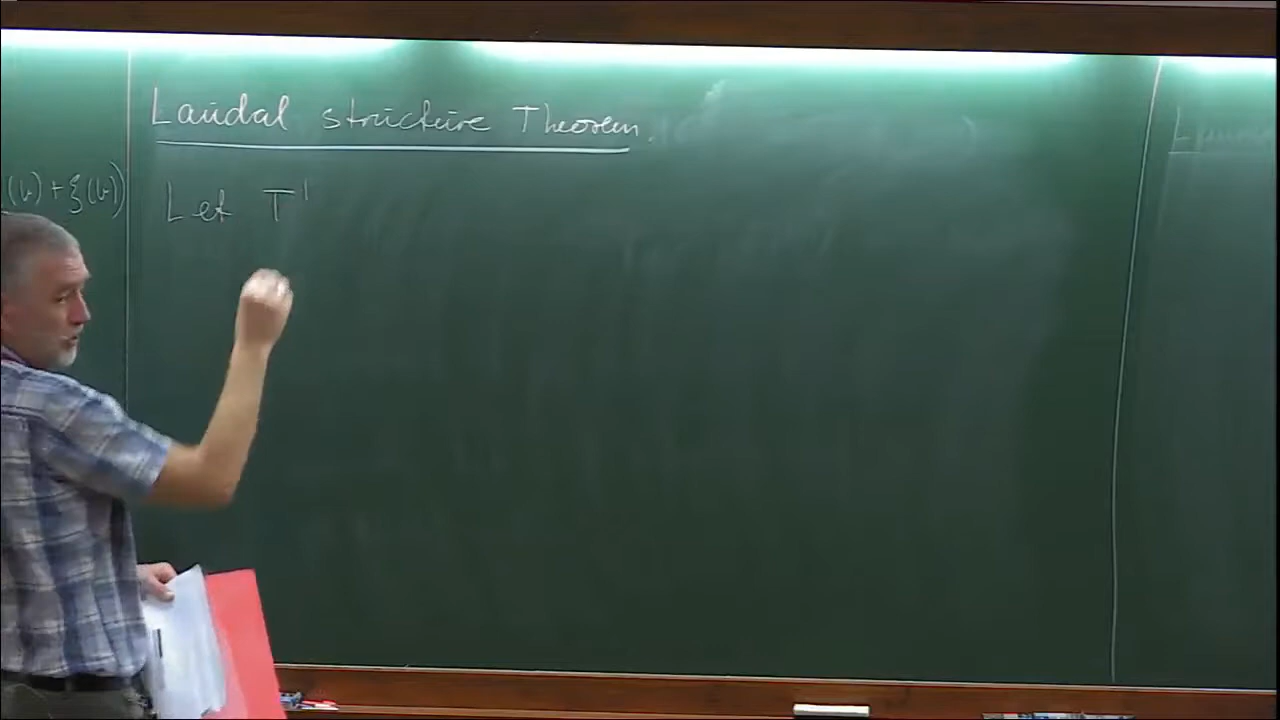 Laudal structure Theorem.
(b) + ξ(b))
Let T¹